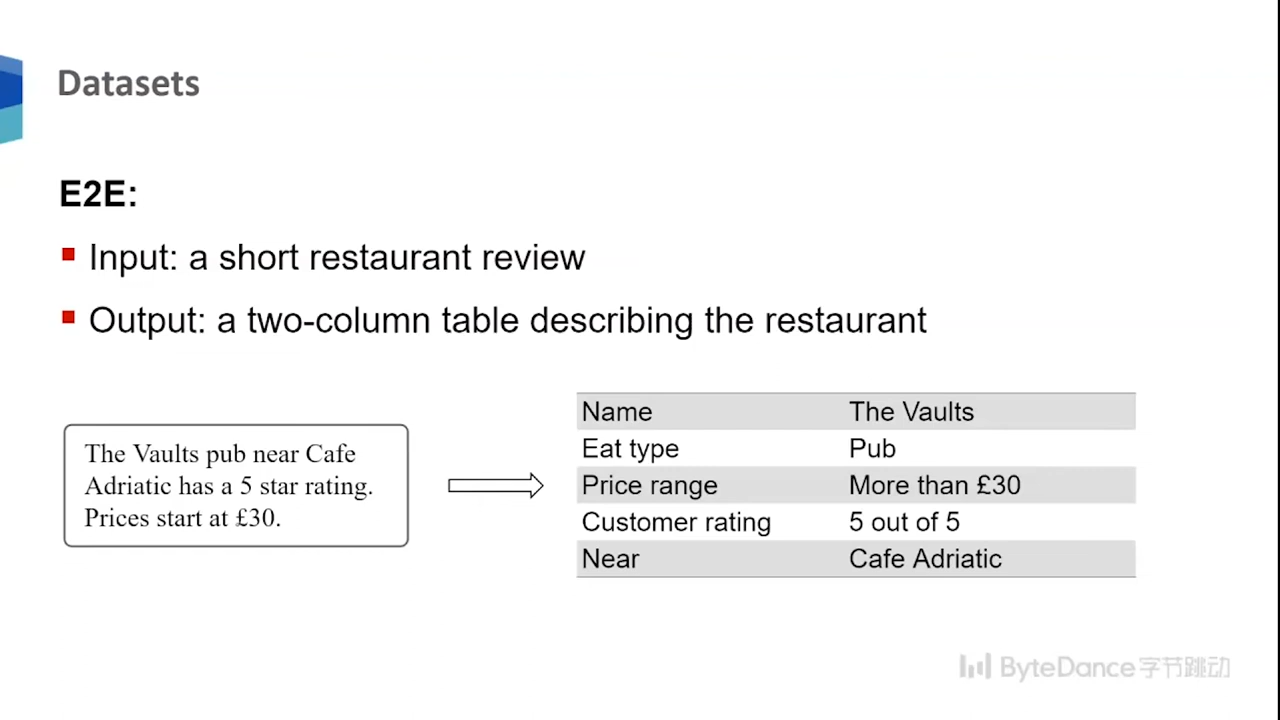 Datasets
E2E:
Input: a short restaurant review
Output: a two-column table describing the restaurant
The Vaults pub near Cafe
Adriatic has a 5 star rating.
Prices start at £30.
Name The Vaults
Eat type Pub
Price range More than £30
Customer rating 5 out of 5
Near Cafe Adriatic
ByteDance字节跳动